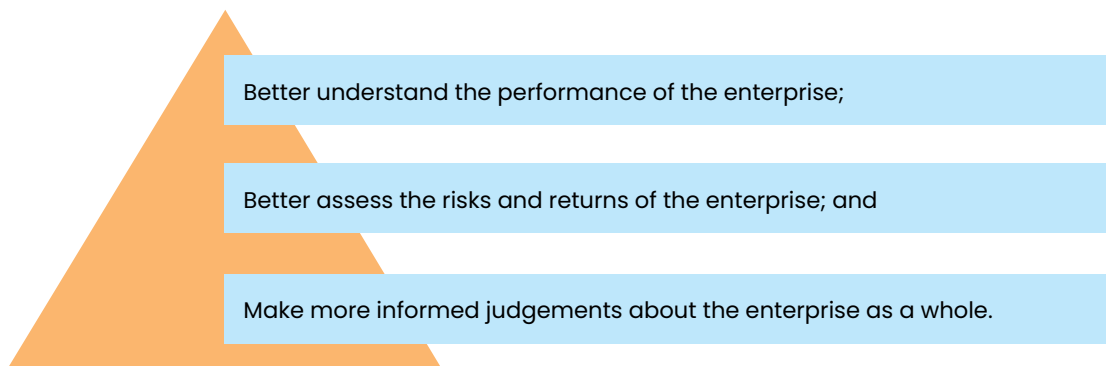 Better understand the performance of the enterprise;
Better assess the risks and returns of the enterprise; and
Make more informed judgements about the enterprise as a whole.